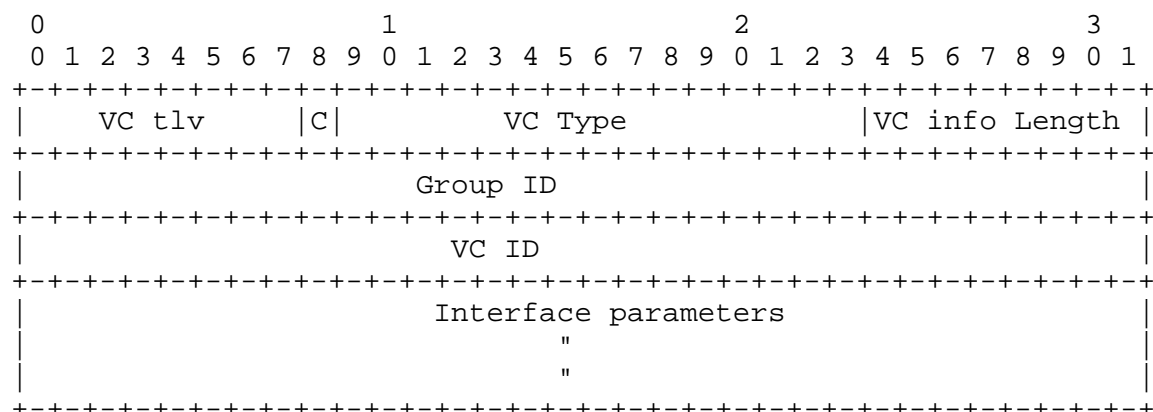 0                   1                   2                   3
 0 1 2 3 4 5 6 7 8 9 0 1 2 3 4 5 6 7 8 9 0 1 2 3 4 5 6 7 8 9 0 1
+-+-+-+-+-+-+-+-+-+-+-+-+-+-+-+-+-+-+-+-+-+-+-+-+-+-+-+-+-+-+-+-+
|    VC tlv     |C|         VC Type             |VC info Length |
+-+-+-+-+-+-+-+-+-+-+-+-+-+-+-+-+-+-+-+-+-+-+-+-+-+-+-+-+-+-+-+-+
|                      Group ID                                 |
+-+-+-+-+-+-+-+-+-+-+-+-+-+-+-+-+-+-+-+-+-+-+-+-+-+-+-+-+-+-+-+-+
|                        VC ID                                  |
+-+-+-+-+-+-+-+-+-+-+-+-+-+-+-+-+-+-+-+-+-+-+-+-+-+-+-+-+-+-+-+-+
|                       Interface parameters                    |
|                              "                                |
|                              "                                |
+-+-+-+-+-+-+-+-+-+-+-+-+-+-+-+-+-+-+-+-+-+-+-+-+-+-+-+-+-+-+-+-+